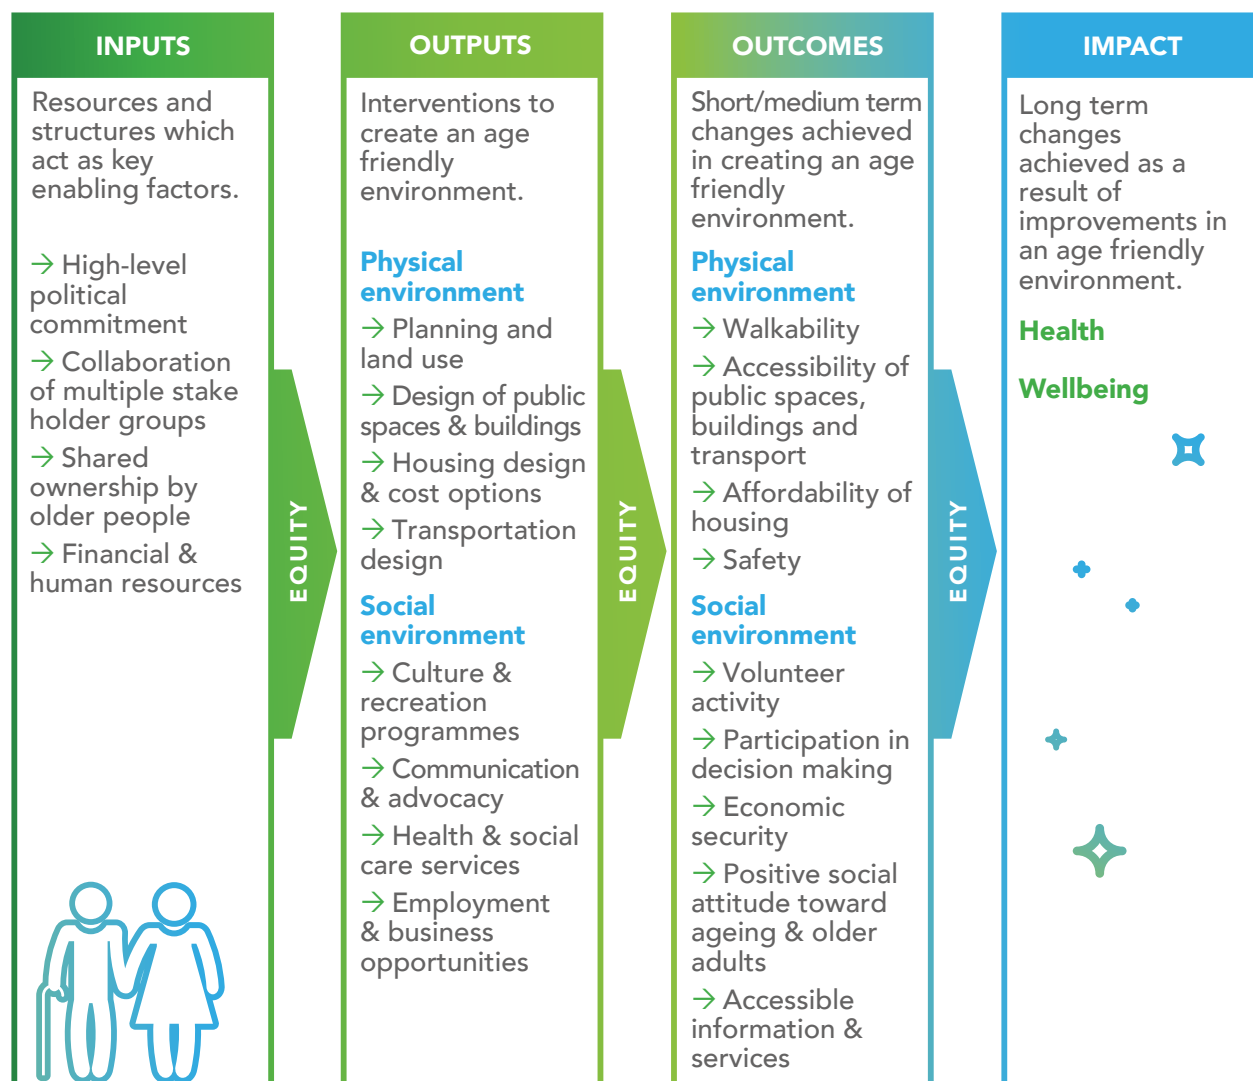 INPUTS
Resources and
structures which
act as key
enabling factors.
→ High-level
political
commitment
→ Collaboration
of multiple stake
holder groups
→ Shared
ownership by
older people
→ Financial &
human resources
EQUITY
OUTPUTS
Interventions to
create an age
friendly
environment.
Physical
environment
→ Planning and
land use
→ Design of public
spaces & buildings
→ Housing design
& cost options
→ Transportation
design
Social
environment
→ Culture &
recreation
programmes
→ Communication
& advocacy
→ Health & social
care services
→ Employment
& business
opportunities
EQUITY
OUTCOMES
Short/medium term
changes achieved
in creating an age
friendly
environment.
Physical
environment
→ Walkability
→ Accessibility of
public spaces,
buildings and
transport
→ Affordability of
housing
→ Safety
Social
environment
→ Volunteer
activity
→ Participation in
decision making
→ Economic
security
→ Positive social
attitude toward
ageing & older
adults
→ Accessible
information &
services
EQUITY
IMPACT
Long term
changes
achieved as a
result of
improvements in
an age friendly
environment.
Health
Wellbeing